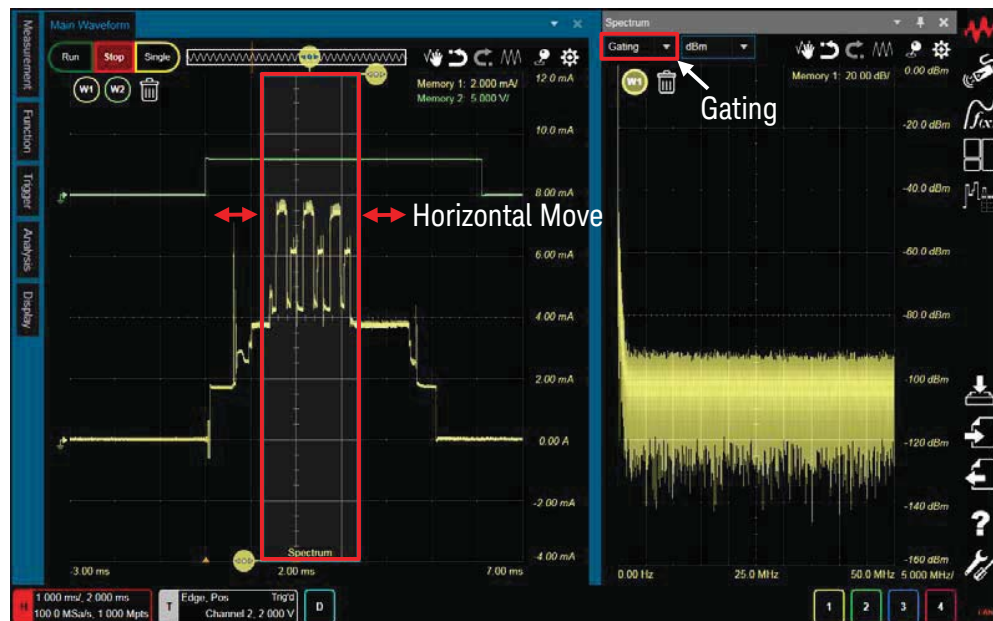 Main Waveform
Spectrum
Measurement
Function
Trigger
Analysis
Display
Run
Stop
Single
W1
W2
Memory 1: 2.000 mA/
Memory 2: 5.000 V/
12.0 mA
10.0 mA
8.00 mA
6.00 mA
4.00 mA
2.00 mA
0.00 A
-2.00 mA
-4.00 mA
Horizontal Move
Spectrum
-3.00 ms
2.00 ms
7.00 ms
Gating
dBm
W1
Memory 1: 20.00 dB/
Gating
0.00 dBm
-20.0 dBm
-40.0 dBm
-60.0 dBm
-80.0 dBm
-100 dBm
-120 dBm
-140 dBm
-160 dBm
0.00 Hz
25.0 MHz
50.0 MHz
5.000 MHz/
f(x)
?
H
1.000 ms/, 2.000 ms
100.0 MSa/s, 1.000 Mpts
T
Edge, Pos
Trig'd
Channel 2, 2.000 V
D
1
2
3
4